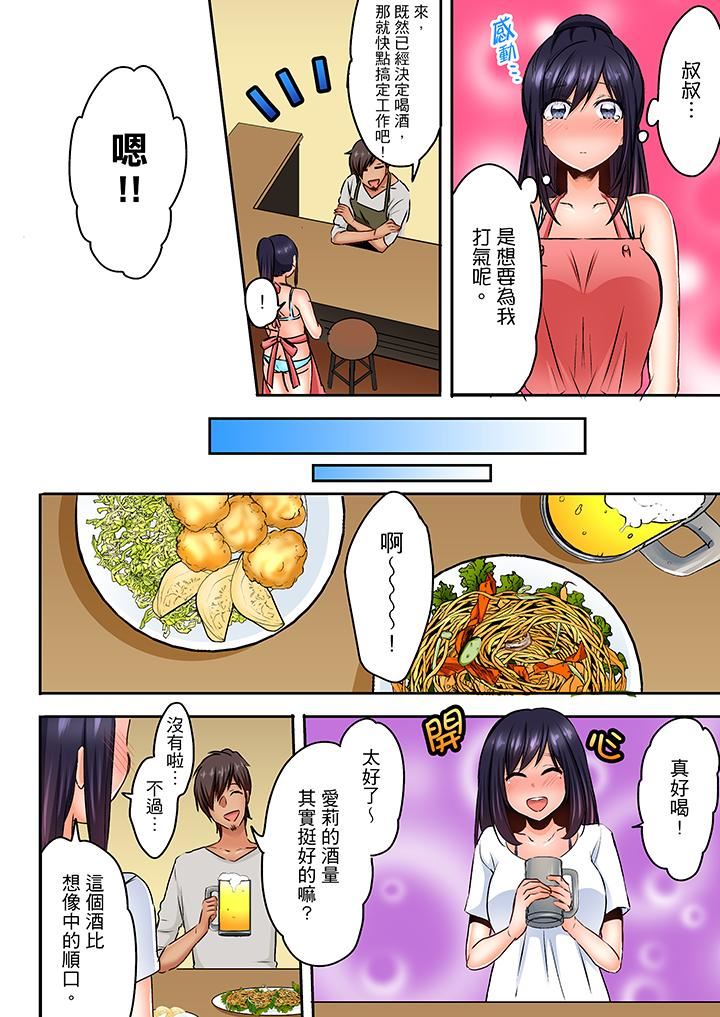 叔叔…
感動…
是想要為我
打氣呢。
來，
既然已經決定喝酒，
那就快點搞定工作吧！
！
嗯!!
啊~~~~！
真好喝！
開心
太好了～
愛莉的酒量
其實挺好的嘛？
沒有啦…
不過…
這個酒比
想像中的順口。